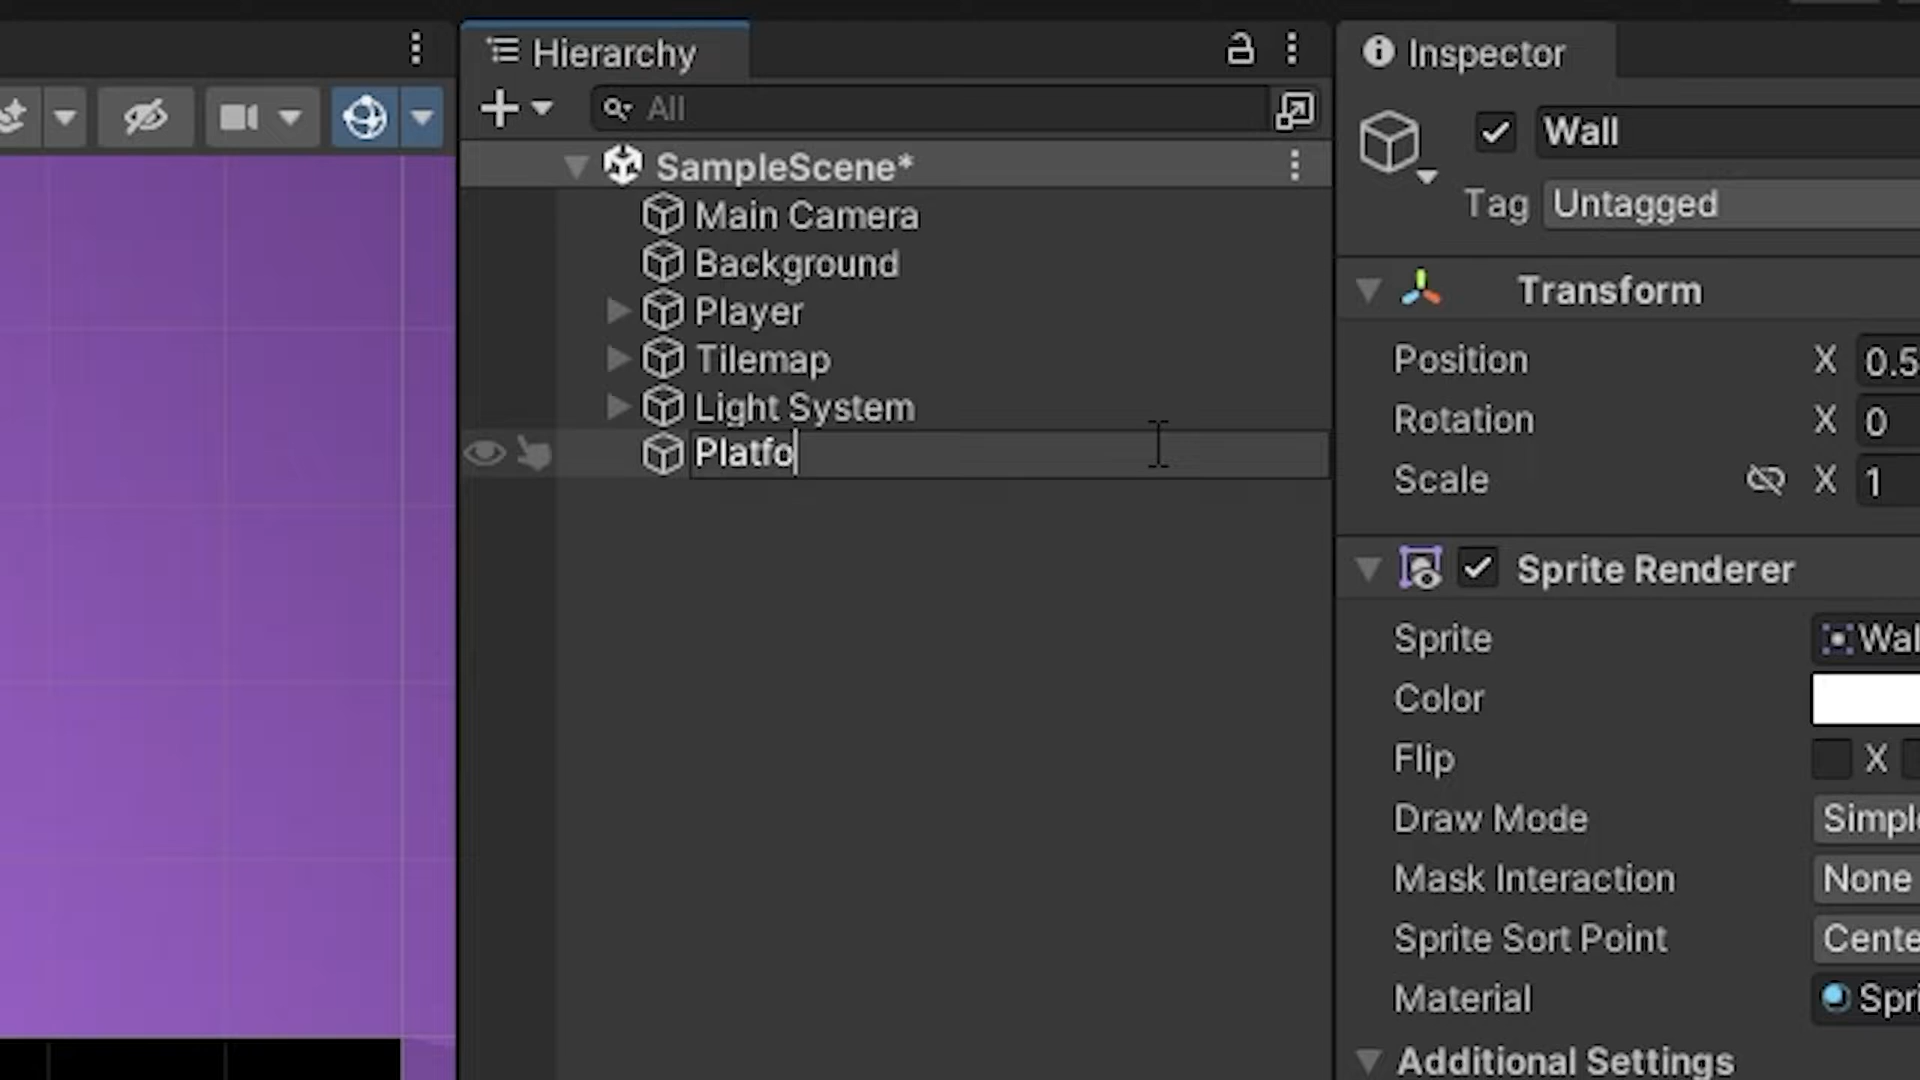 Hierarchy
All
SampleScene*
Main Camera
Background
Player
Tilemap
Light System
Platfo
Inspector
Wall
Tag Untagged
Transform
Position X 0.5
Rotation X 0
Scale X 1
Sprite Renderer
Sprite Wal
Color
Flip X
Draw Mode Simpl
Mask Interaction None
Sprite Sort Point Cente
Material Spri
Additional Settings